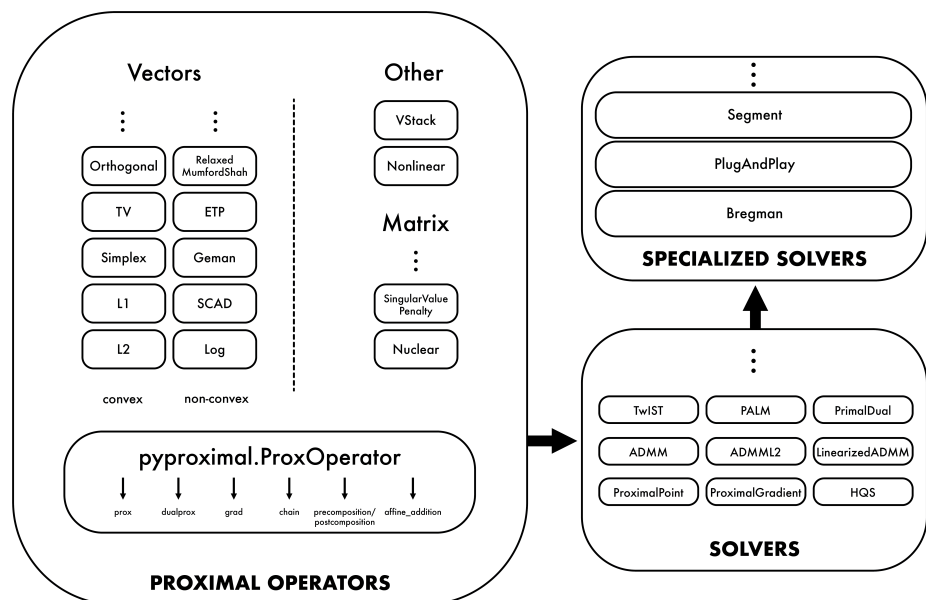 Vectors
Orthogonal
Relaxed
MumfordShah
TV
ETP
Simplex
Geman
L1
SCAD
L2
Log
convex
non-convex
Other
VStack
Nonlinear
Matrix
SingularValue
Penalty
Nuclear
pyproximal.ProxOperator
prox
dualprox
grad
chain
precomposition/
postcomposition
affine_addition
PROXIMAL OPERATORS
Segment
PlugAndPlay
Bregman
SPECIALIZED SOLVERS
TwIST
PALM
PrimalDual
ADMM
ADMML2
LinearizedADMM
ProximalPoint
ProximalGradient
HQS
SOLVERS